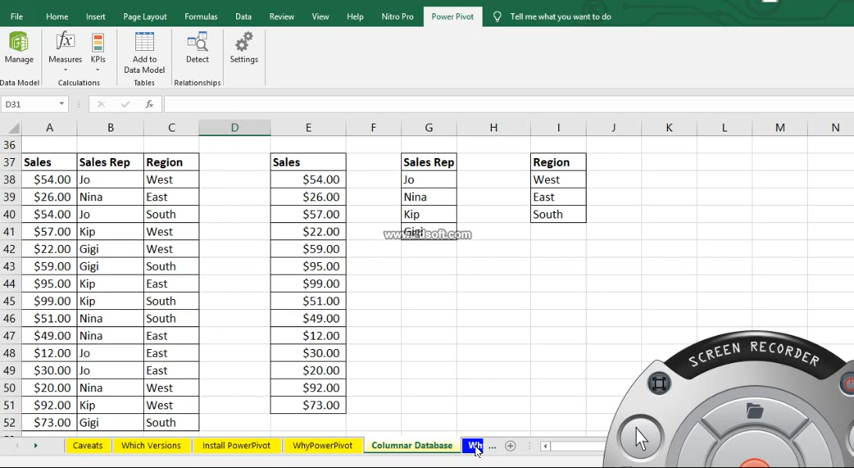 File Home Insert Page Layout Formulas Data Review View Help Nitro Pro Power Pivot Tell me what you want to do
Manage Measures KPIs Add to Data Model Detect Settings
Data Model Calculations Tables Relationships
D31 fx
A B C D E F G H I J K L M N
36
37 Sales Sales Rep Region Sales Sales Rep Region
38 $54.00 Jo West $54.00 Jo West
39 $26.00 Nina East $26.00 Nina East
40 $54.00 Jo South $57.00 Kip South
41 $57.00 Kip West $22.00 Gigi
42 $22.00 Gigi West $59.00
43 $59.00 Gigi South $95.00
44 $95.00 Kip East $99.00
45 $99.00 Kip South $51.00
46 $51.00 Nina South $49.00
47 $49.00 Nina East $12.00
48 $12.00 Jo East $30.00
49 $30.00 Jo East $20.00
50 $20.00 Nina West $92.00
51 $92.00 Kip West $73.00
52 $73.00 Gigi South
SCREEN RECORDER
Caveats Which Versions Install PowerPivot WhyPowerPivot Columnar Database Wh ...